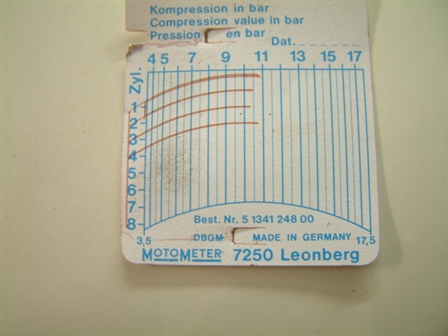 Kompression in bar
Compression value in bar
Pression en bar
Dat.
Zyl. 4 5 7 9 11 13 15 17
1
2
3
4
5
6
7
8
Best. Nr. 5 1341 248 00
3,5 DBGM MADE IN GERMANY 17,5
MOTOMETER 7250 Leonberg